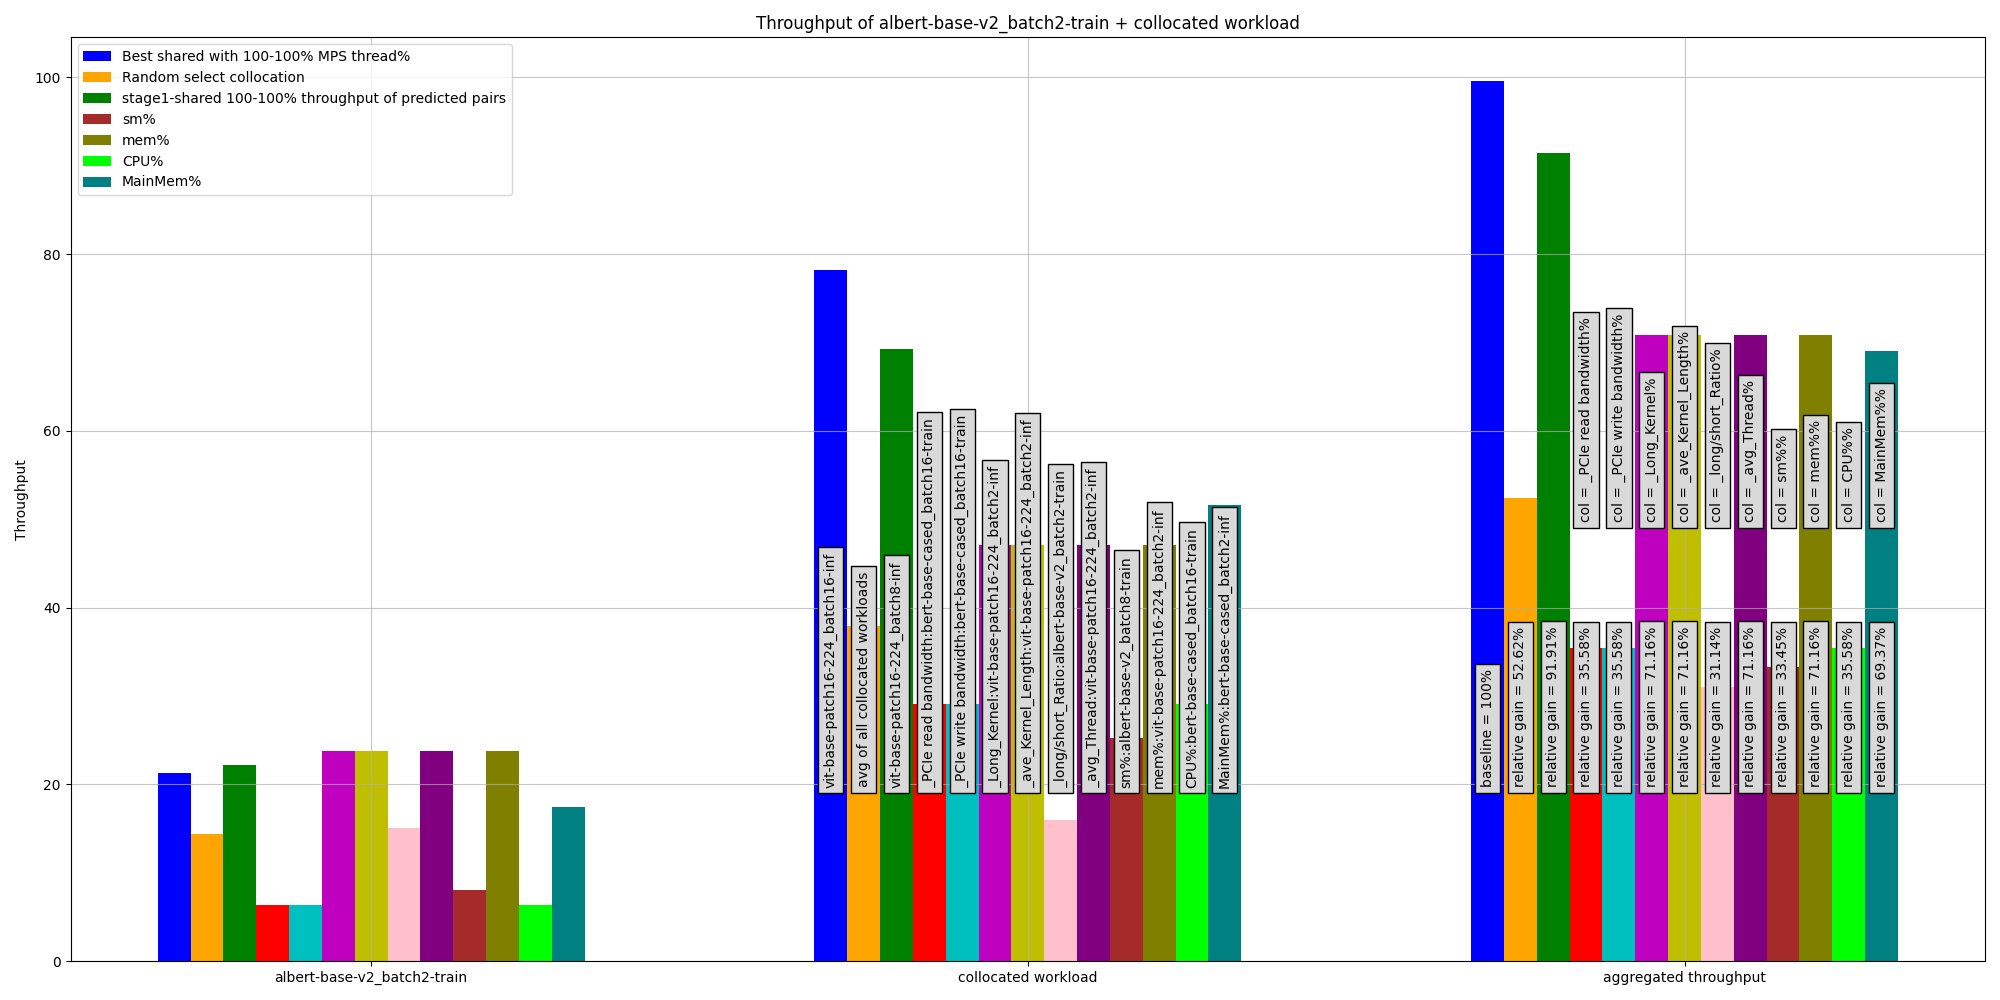 Throughput of albert-base-v2_batch2-train + collocated workload
Best shared with 100-100% MPS thread%
Random select collocation
stage1-shared 100-100% throughput of predicted pairs
sm%
mem%
CPU%
MainMem%
Throughput
100
80
60
40
20
0
vit-base-patch16-224_batch16-inf
avg of all collocated workloads
vit-base-patch16-224_batch8-inf
_PCIe read bandwidth:bert-base-cased_batch16-train
_PCIe write bandwidth:bert-base-cased_batch16-train
_Long_Kernel:vit-base-patch16-224_batch2-inf
_ave_Kernel_Length:vit-base-patch16-224_batch2-inf
_long/short_Ratio:albert-base-v2_batch2-train
_avg_Thread:vit-base-patch16-224_batch2-inf
sm%:albert-base-v2_batch8-train
mem%:vit-base-patch16-224_batch2-inf
CPU%:bert-base-cased_batch16-train
MainMem%:bert-base-cased_batch2-inf
col = _PCIe read bandwidth%
col = _PCIe write bandwidth%
col = _Long_Kernel%
col = _ave_Kernel_Length%
col = _long/short_Ratio%
col = _avg_Thread%
col = sm%%
col = mem%%
col = CPU%%
col = MainMem%%
baseline = 100%
relative gain = 52.62%
relative gain = 91.91%
relative gain = 35.58%
relative gain = 35.58%
relative gain = 71.16%
relative gain = 71.16%
relative gain = 31.14%
relative gain = 71.16%
relative gain = 33.45%
relative gain = 71.16%
relative gain = 35.58%
relative gain = 69.37%
albert-base-v2_batch2-train
collocated workload
aggregated throughput